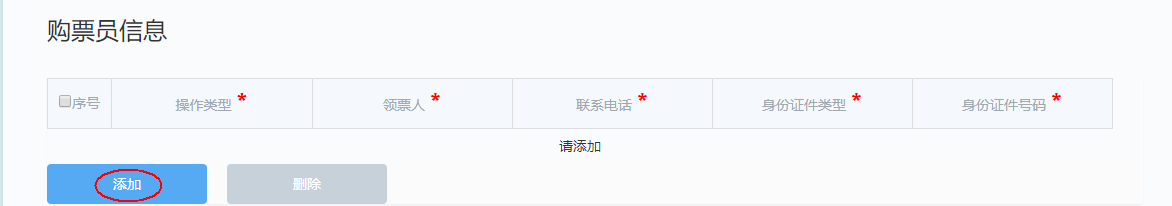 购票员信息
序号 操作类型 * 领票人 * 联系电话 * 身份证件类型 * 身份证件号码 *
请添加
添加 删除